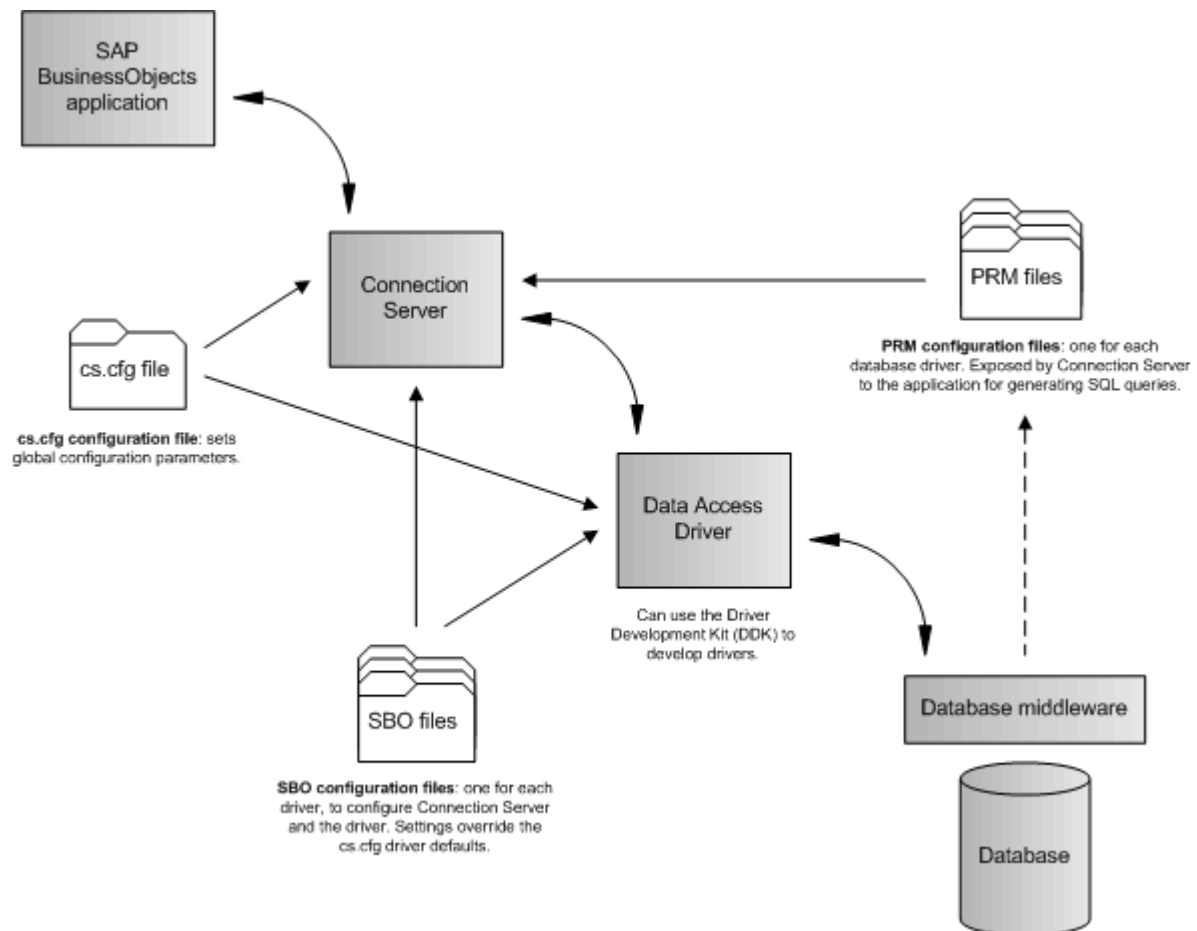 SAP
BusinessObjects
application
Connection
Server
PRM files
PRM configuration files: one for each
database driver. Exposed by Connection Server
to the application for generating SQL queries.
cs.cfg file
cs.cfg configuration file: sets
global configuration parameters.
Data Access
Driver
Can use the Driver
Development Kit (DDK) to
develop drivers.
SBO files
SBO configuration files: one for each
driver, to configure Connection Server
and the driver. Settings override the
cs.cfg driver defaults.
Database middleware
Database